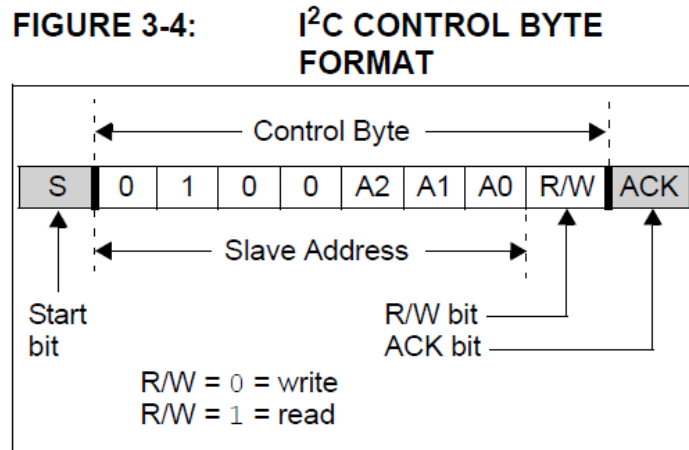 FIGURE 3-4: I²C CONTROL BYTE
FORMAT
Control Byte
S 0 1 0 0 A2 A1 A0 R/W ACK
Slave Address
Start
bit
R/W bit
ACK bit
R/W = 0 = write
R/W = 1 = read